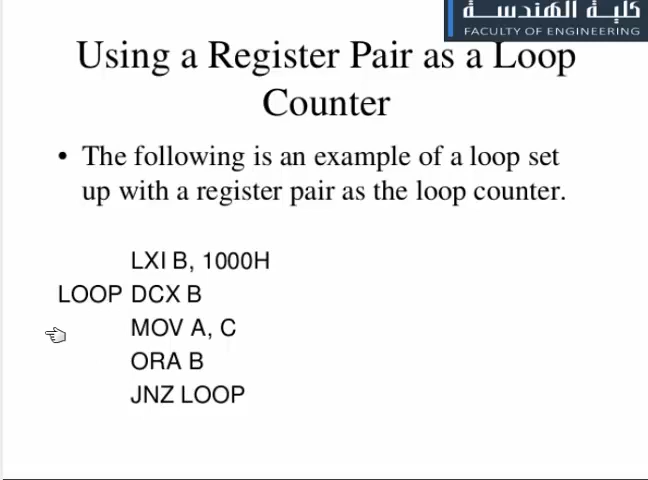 كلية الهندسة
FACULTY OF ENGINEERING
Using a Register Pair as a Loop
Counter
• The following is an example of a loop set
up with a register pair as the loop counter.
LXI B, 1000H
LOOP DCX B
MOV A, C
ORA B
JNZ LOOP